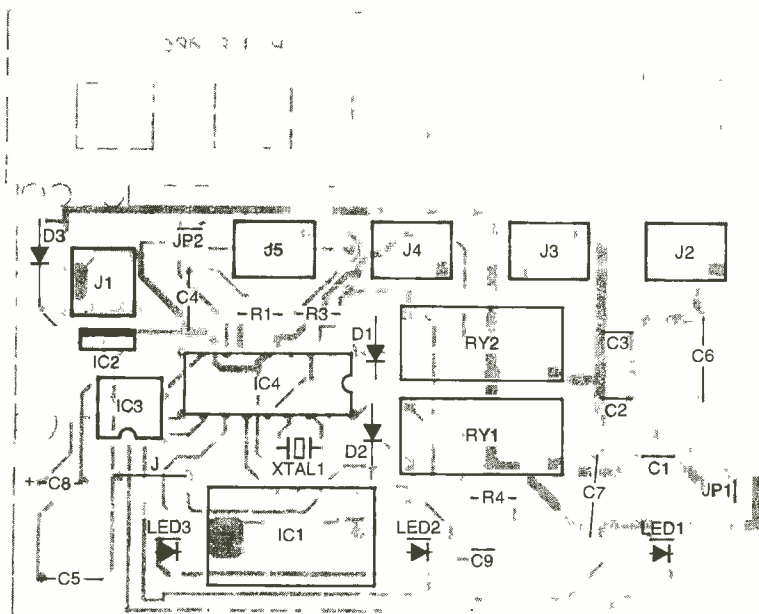 D3
JP2
J5
J4
J3
J2
J1
C4
R1
R3
D1
RY2
C3
C6
IC2
IC4
IC3
C2
RY1
D2
XTAL1
J
+ C8
C1
C7
JP1
R4
LED3
IC1
LED2
LED1
C9
C5